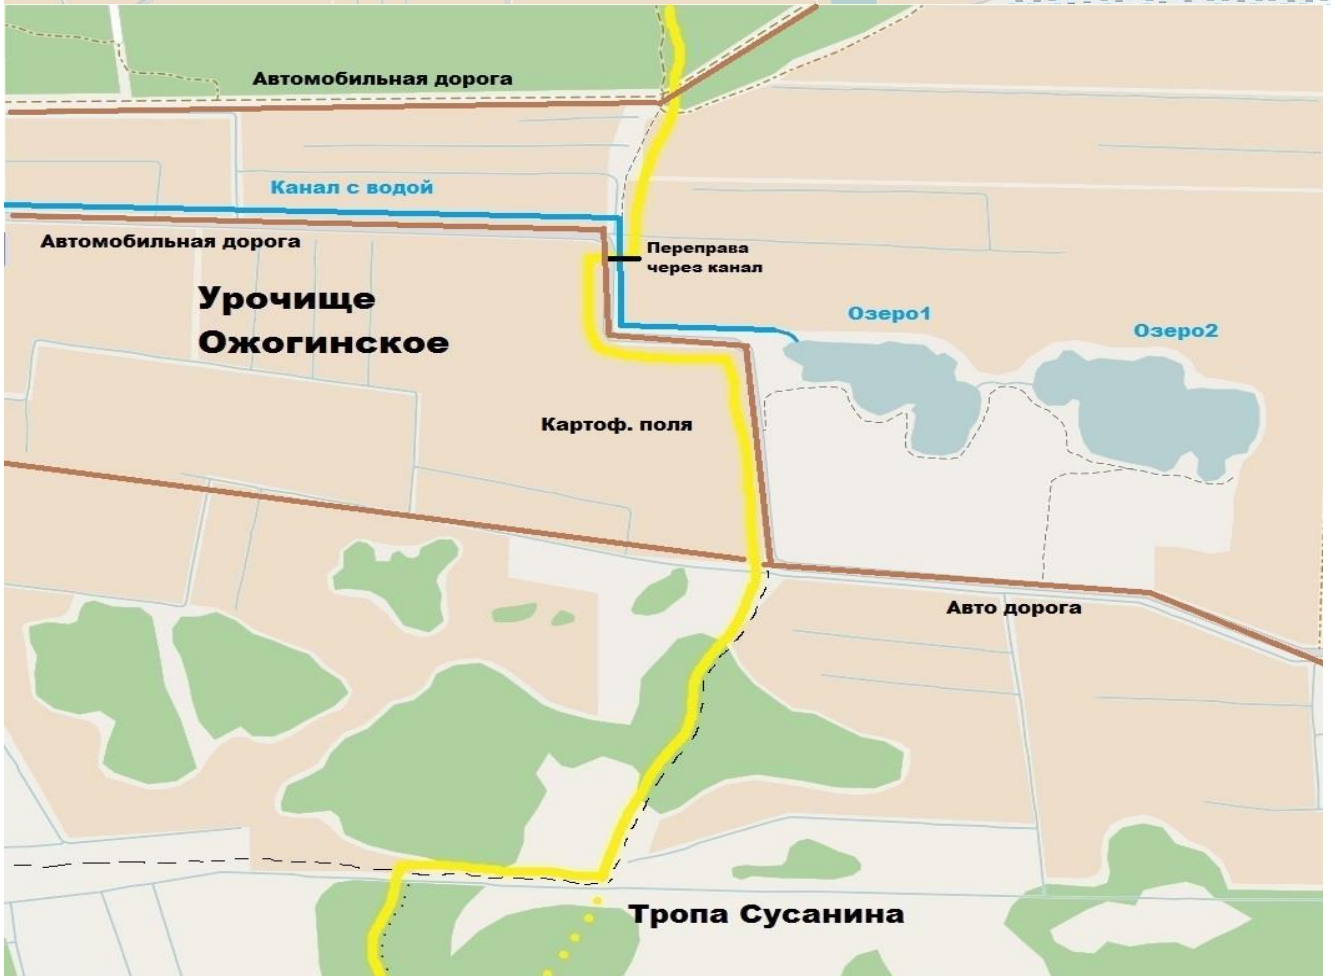 Автомобильная дорога
Канал с водой
Автомобильная дорога
Переправа
через канал
Урочище
Ожогинское
Озеро1
Озеро2
Картоф. поля
Авто дорога
Тропа Сусанина